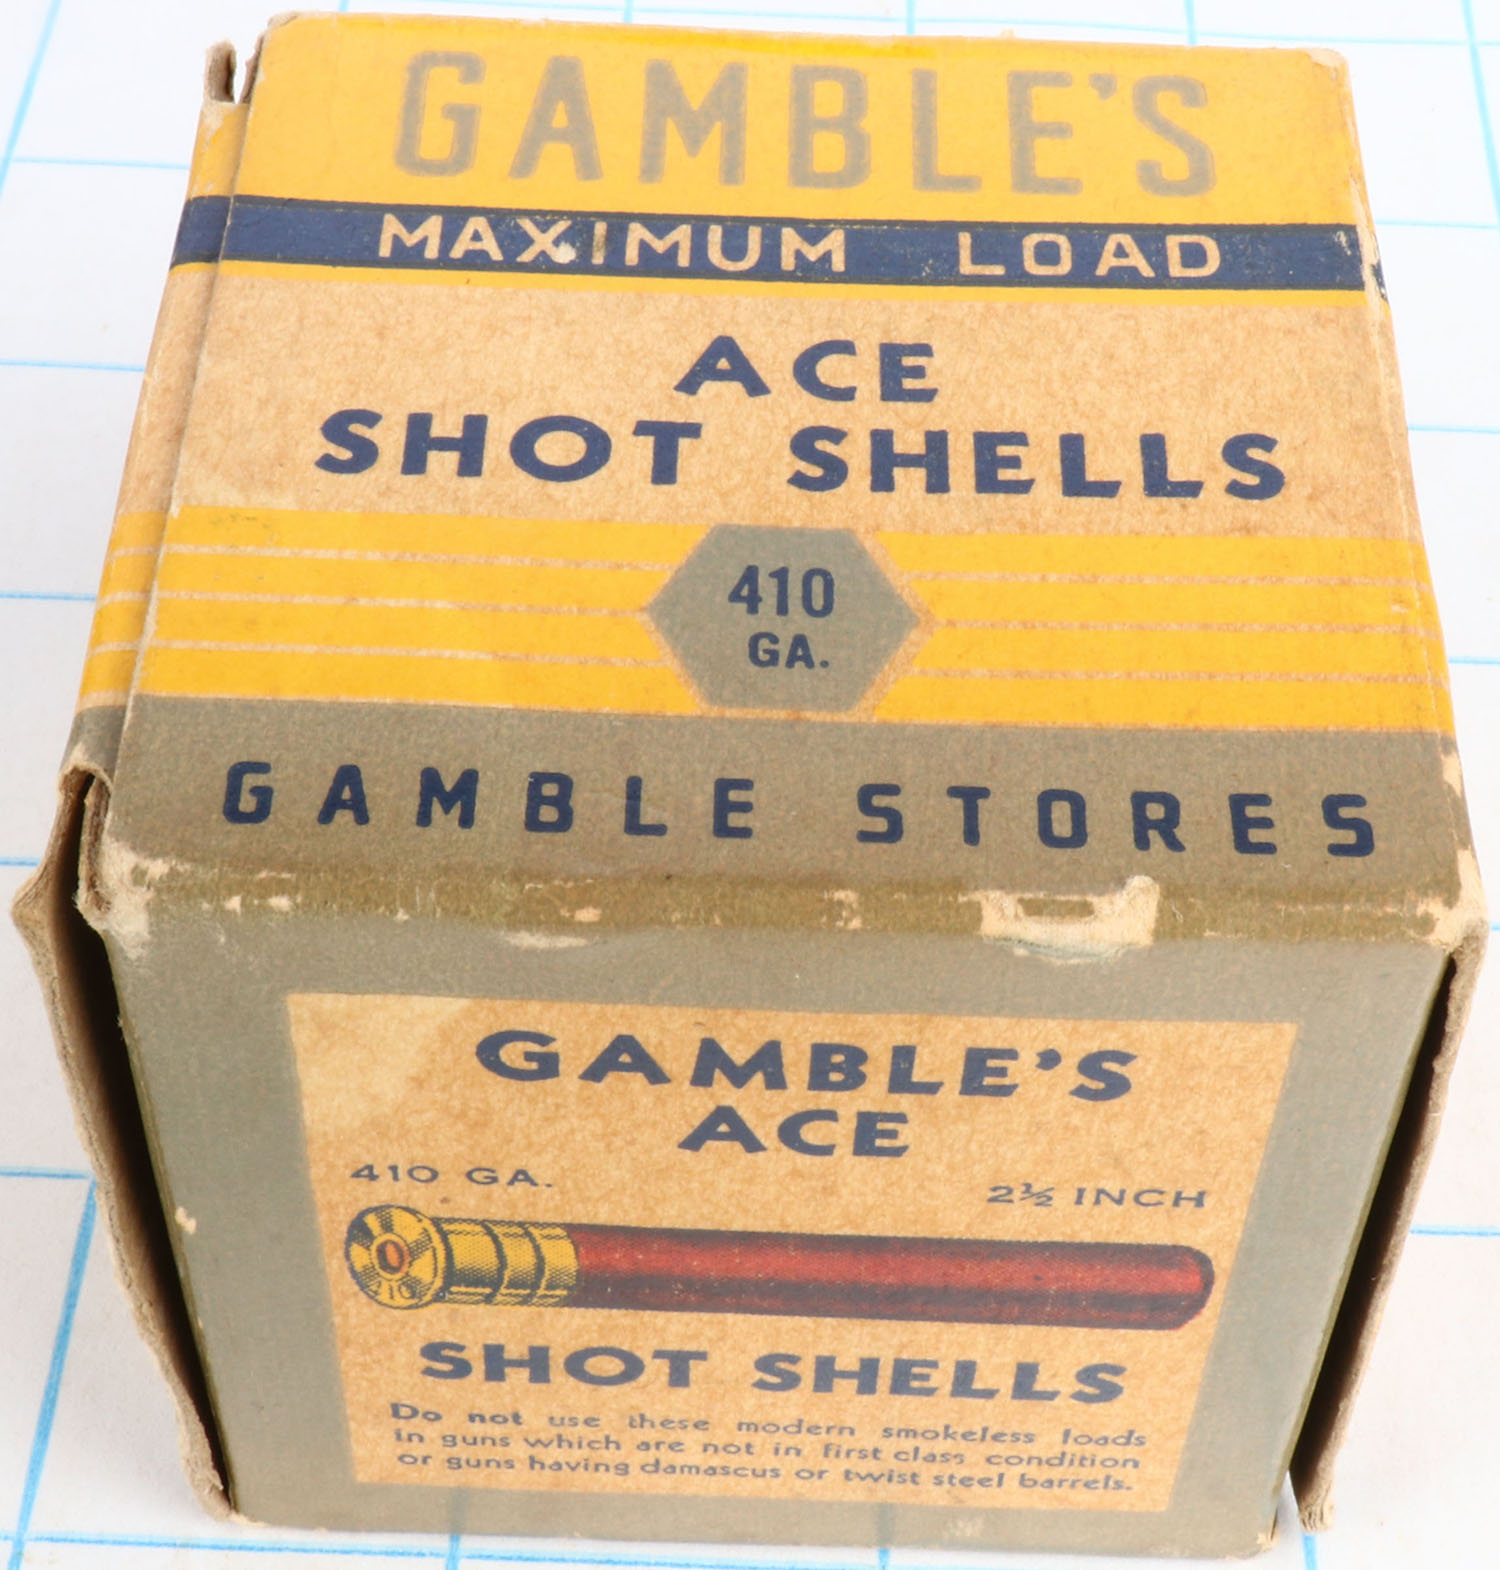 GAMBLE'S
MAXIMUM LOAD
ACE
SHOT SHELLS
410
GA.
GAMBLE STORES
GAMBLE'S
ACE
410 GA. 2½ INCH
SHOT SHELLS
Do not use these modern smokeless loads
in guns which are not in first class condition
or guns having damascus or twist steel barrels.